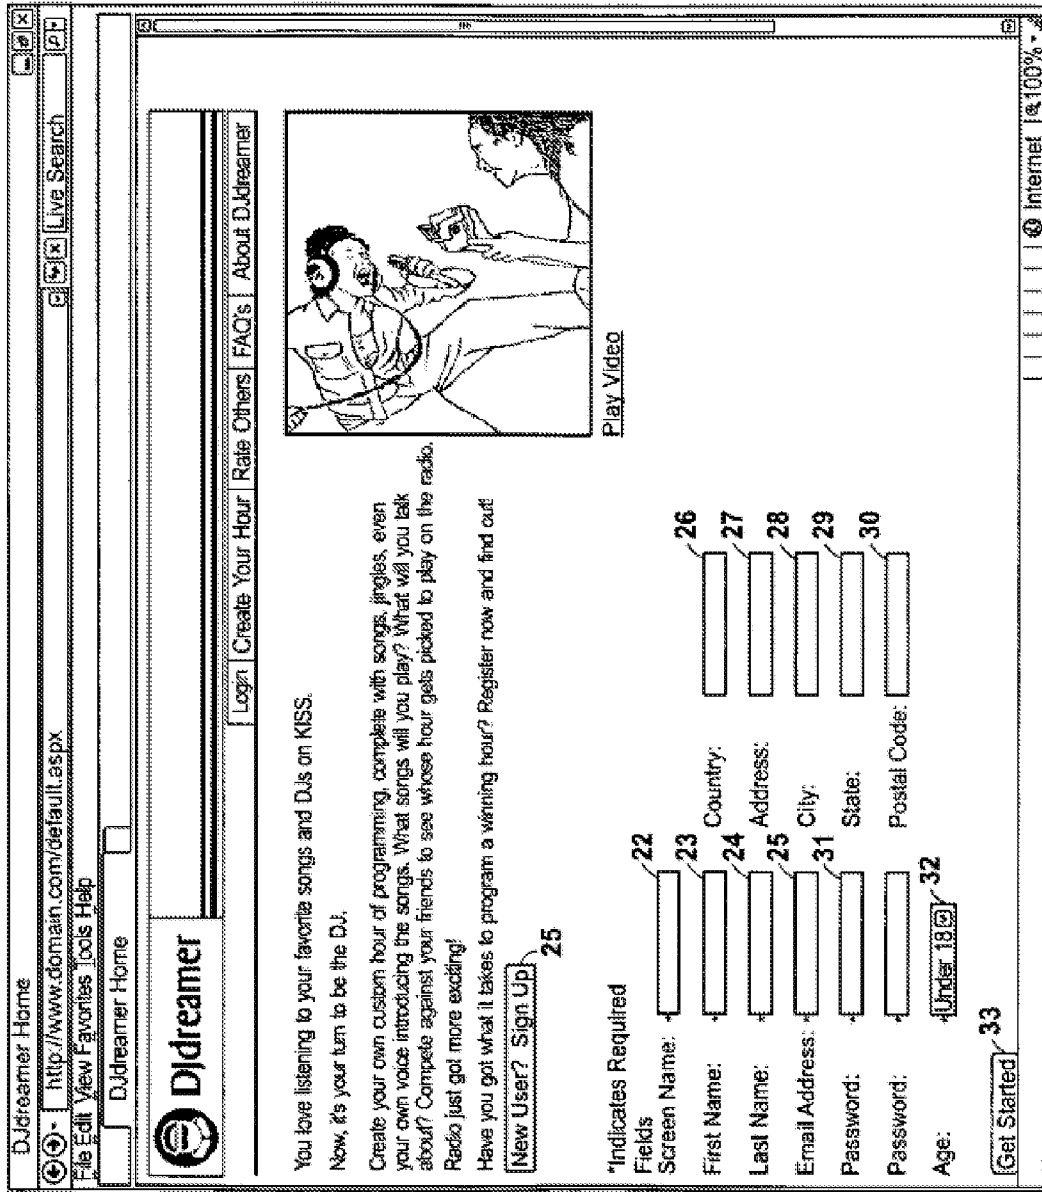 DJdreamer Home
http://www.domain.com/default.aspx
Live Search
File Edit View Favorites Tools Help
DJdreamer Home
DJdreamer
Login | Create Your Hour | Rate Others | FAQ's | About DJdreamer
You love listening to your favorite songs and DJs on KISS.
Now, it's your turn to be the DJ.
Create your own custom hour of programming, complete with songs, jingles, even
your own voice introducing the songs. What songs will you play? What will you talk
about? Compete against your friends to see whose hour gets picked to play on the radio.
Radio just got more exciting!
Have you got what it takes to program a winning hour? Register now and find out!
Play Video
New User? Sign Up 25
"Indicates Required
Fields
Screen Name: * 22
First Name: * 23 Country: 26
Last Name: * 24 Address: 27
Email Address: * 25 City: 28
Password: * 31 State: 29
Password: * Postal Code: 30
Age: * Under 18 32
Get Started 33
Internet 100%